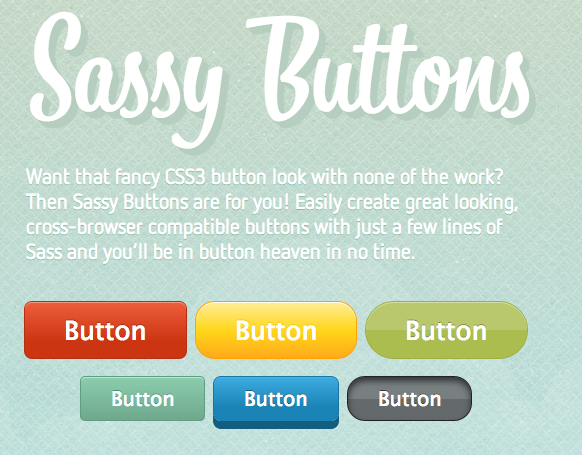 Sassy Buttons
Want that fancy CSS3 button look with none of the work?
Then Sassy Buttons are for you! Easily create great looking,
cross-browser compatible buttons with just a few lines of
Sass and you'll be in button heaven in no time.
Button Button Button
Button Button Button